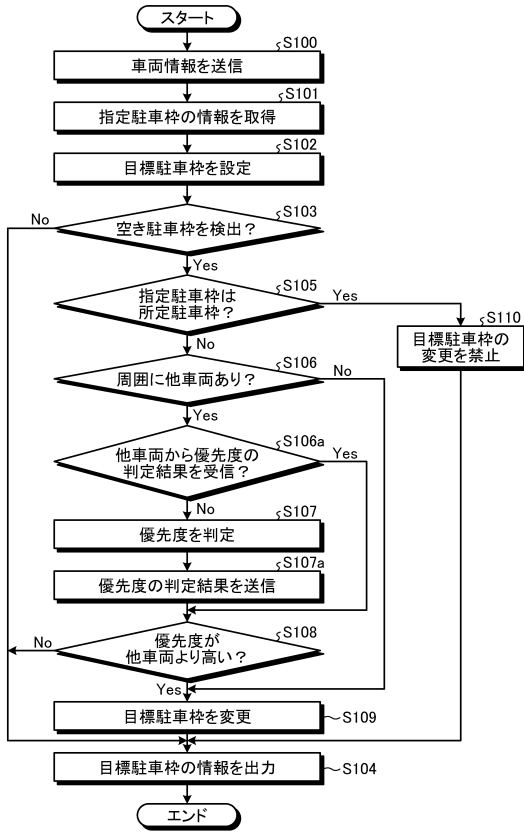 スタート
S100
車両情報を送信
S101
指定駐車枠の情報を取得
S102
目標駐車枠を設定
S103
No
空き駐車枠を検出？
Yes
S105
指定駐車枠は
所定駐車枠？
Yes
S110
目標駐車枠の
変更を禁止
No
S106
周囲に他車両あり？
No
Yes
S106a
他車両から優先度の
判定結果を受信？
Yes
No
S107
優先度を判定
S107a
優先度の判定結果を送信
S108
No
優先度が
他車両より高い？
Yes
目標駐車枠を変更
S109
目標駐車枠の情報を出力
S104
エンド